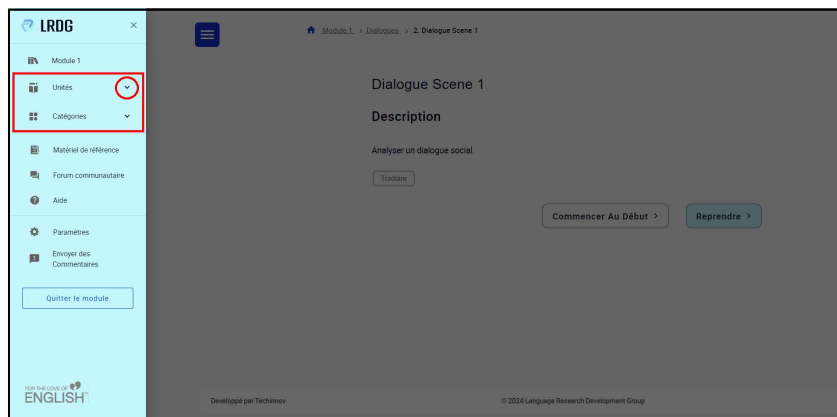 LRDG
×
Module 1
Unités
Catégories
Matériel de référence
Forum communautaire
Aide
Paramètres
Envoyer des
Commentaires
Quitter le module
FOR THE LOVE OF
ENGLISH
Module 1 > Dialogues > 2. Dialogue Scene 1
Dialogue Scene 1
Description
Analyser un dialogue social.
Traduire
Commencer Au Début >
Reprendre >
Developpé par Techinnov
© 2024 Language Research Development Group